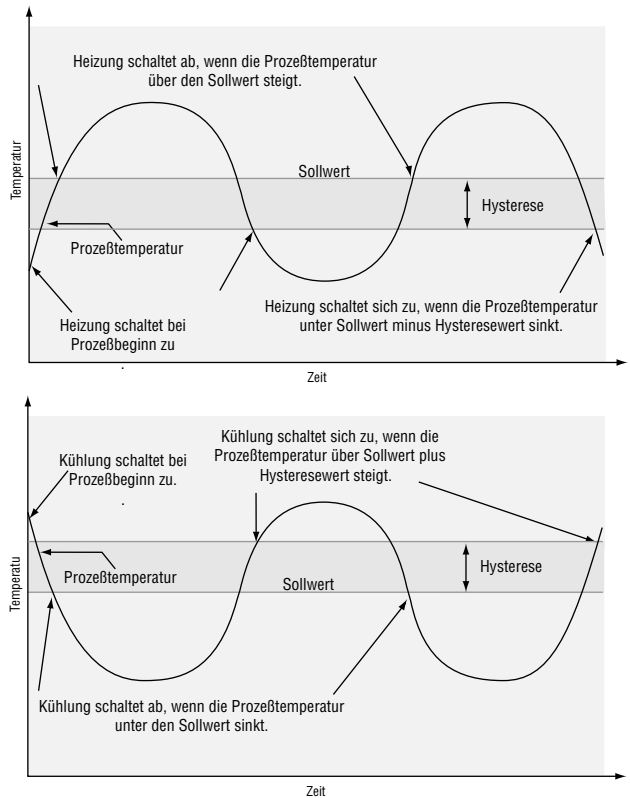 Heizung schaltet ab, wenn die Prozeßtemperatur
über den Sollwert steigt.
Temperatur
Sollwert
Hysterese
Prozeßtemperatur
Heizung schaltet bei
Prozeßbeginn zu
.
Heizung schaltet sich zu, wenn die Prozeßtemperatur
unter Sollwert minus Hysteresewert sinkt.
Zeit
Kühlung schaltet bei
Prozeßbeginn zu.
.
Kühlung schaltet sich zu, wenn die
Prozeßtemperatur über Sollwert plus
Hysteresewert steigt.
Temperatu
Prozeßtemperatur
Sollwert
Hysterese
Kühlung schaltet ab, wenn die Prozeßtemperatur
unter den Sollwert sinkt.
Zeit